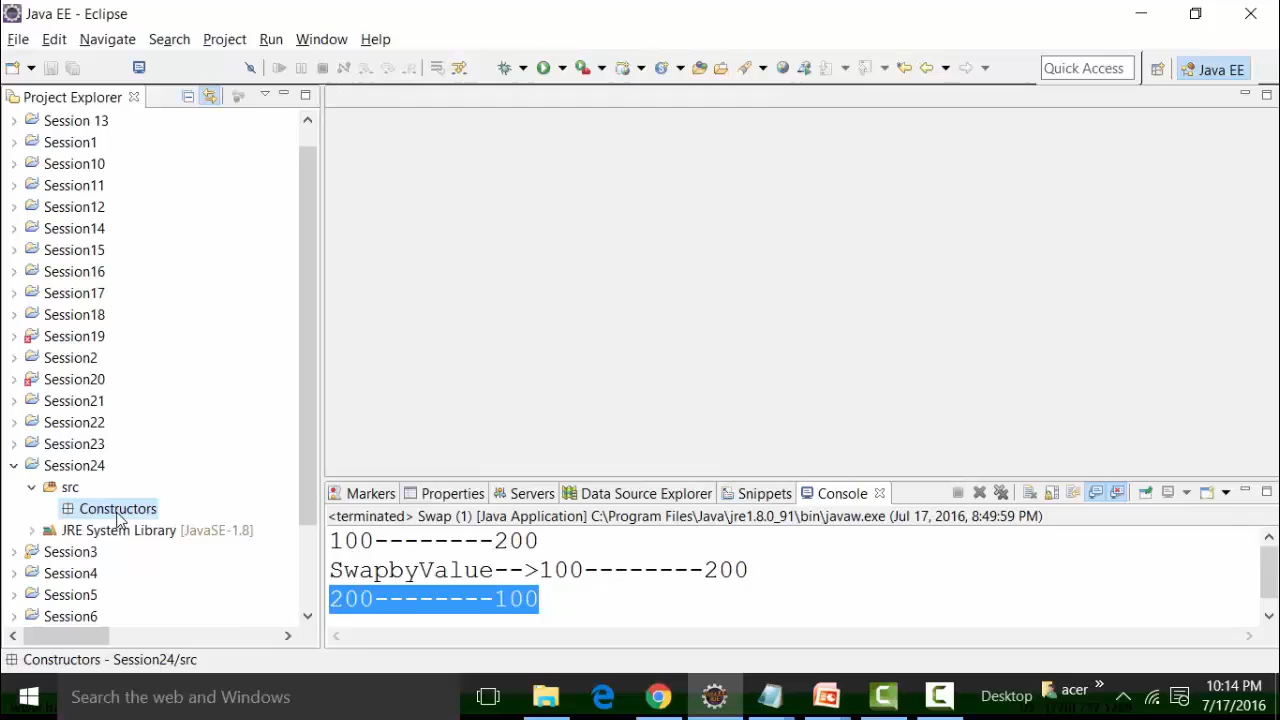 Java EE - Eclipse
File Edit Navigate Search Project Run Window Help
Quick Access
Java EE
Project Explorer
Session 13
Session1
Session10
Session11
Session12
Session14
Session15
Session16
Session17
Session18
Session19
Session2
Session20
Session21
Session22
Session23
Session24
src
Constructors
JRE System Library [JavaSE-1.8]
Session3
Session4
Session5
Session6
Markers Properties Servers Data Source Explorer Snippets Console
<terminated> Swap (1) [Java Application] C:\Program Files\Java\jre1.8.0_91\bin\javaw.exe (Jul 17, 2016, 8:49:59 PM)
100--------200
SwapbyValue-->100--------200
200--------100
Constructors - Session24/src
Search the web and Windows
Desktop
acer
10:14 PM
7/17/2016